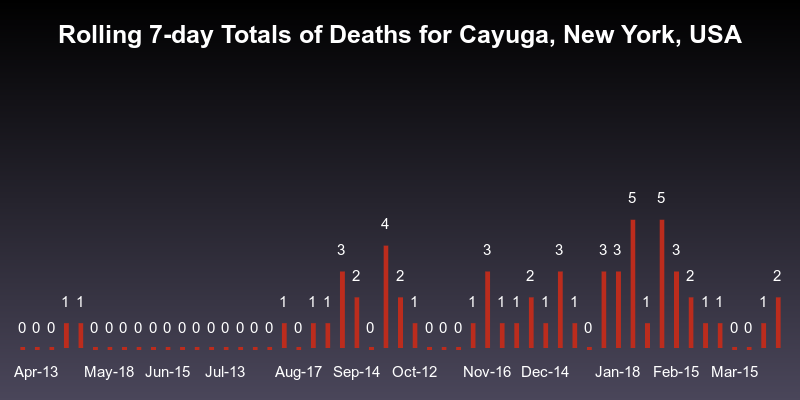 Rolling 7-day Totals of Deaths for Cayuga, New York, USA
5 5
4
3 3 3 3 3 3
2 2 2 2 2
1 1 1 1 1 1 1 1 1 1 1 1 1 1 1
0 0 0 0 0 0 0 0 0 0 0 0 0 0 0 0 0 0 0 0 0 0 0 0
Apr-13 May-18 Jun-15 Jul-13 Aug-17 Sep-14 Oct-12 Nov-16 Dec-14 Jan-18 Feb-15 Mar-15